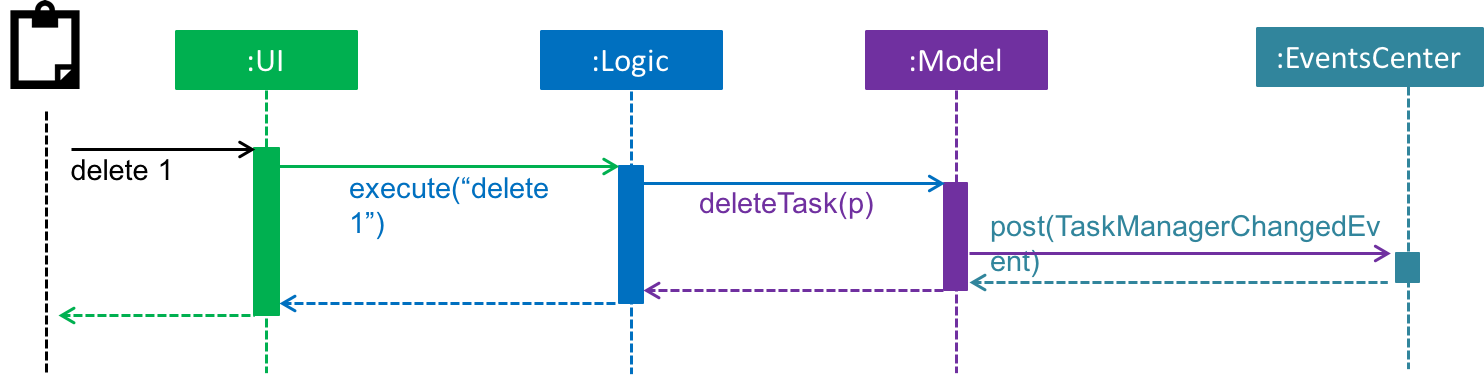 :UI
:Logic
:Model
:EventsCenter
delete 1
execute(“delete
1”)
deleteTask(p)
post(TaskManagerChangedEv
ent)